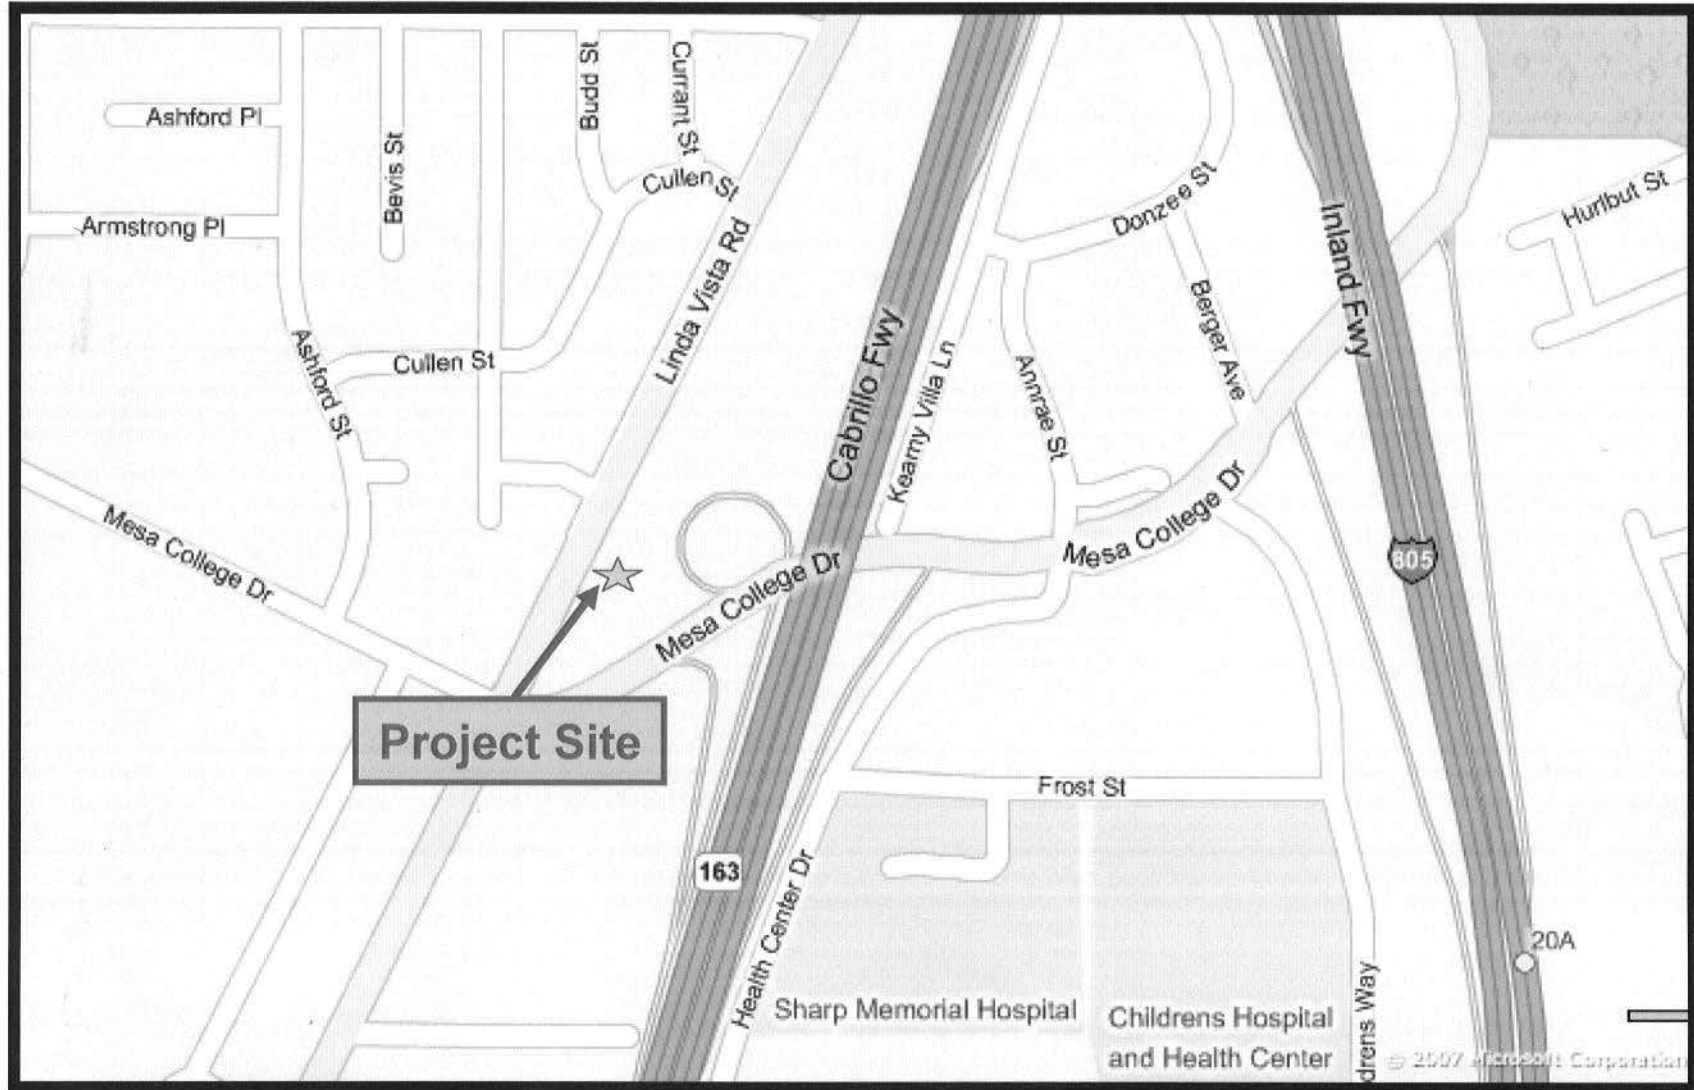 Budd St
Currant St
Ashford Pl
Bevis St
Cullen St
Donzee St
Hurlbut St
Armstrong Pl
Linda Vista Rd
Inland Fwy
Berger Ave
Ashford St
Cullen St
Cabrillo Fwy
Kearny Villa Ln
Annrae St
Mesa College Dr
Mesa College Dr
Mesa College Dr
805
Project Site
Frost St
163
Health Center Dr
20A
Sharp Memorial Hospital
Childrens Hospital
and Health Center
drens Way
© 2007 Microsoft Corporation